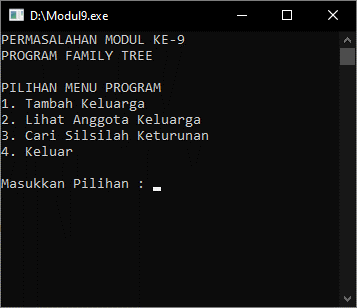 D:\Modul9.exe
PERMASALAHAN MODUL KE-9
PROGRAM FAMILY TREE
PILIHAN MENU PROGRAM
1. Tambah Keluarga
2. Lihat Anggota Keluarga
3. Cari Silsilah Keturunan
4. Keluar
Masukkan Pilihan :